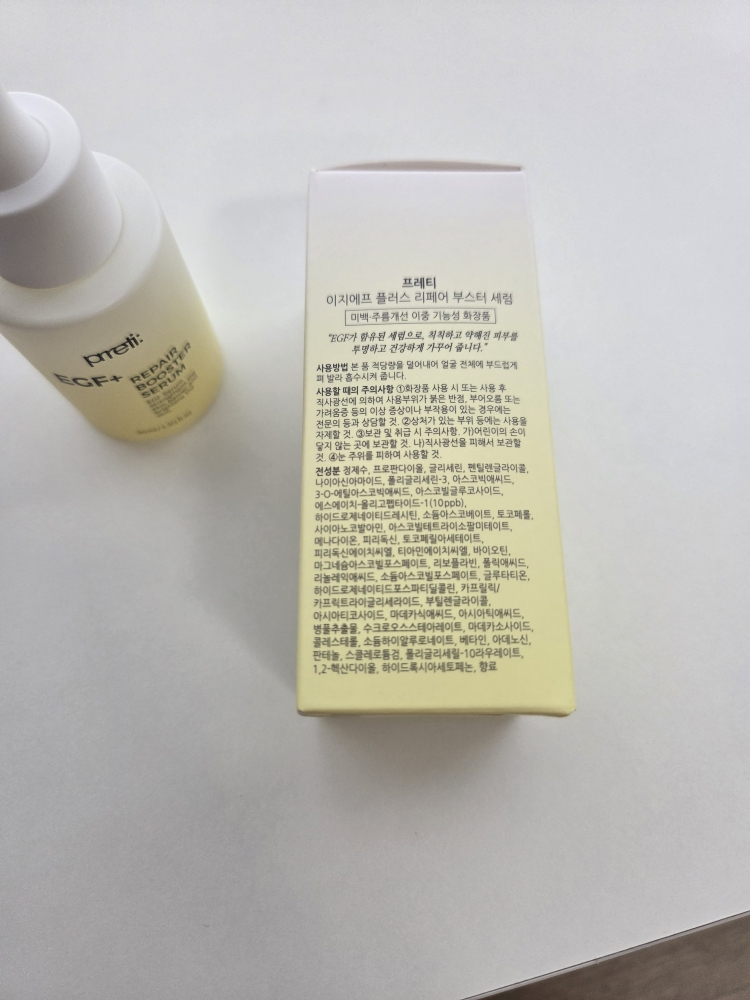 prreti:
EGF+
REPAIR
BOOSTER
SERUM
프레티
이지에프 플러스 리페어 부스터 세럼
미백·주름개선 이중 기능성 화장품
“EGF가 함유된 세럼으로, 칙칙하고 약해진 피부를
투명하고 건강하게 가꾸어 줍니다.”
사용방법 본 품 적당량을 덜어내어 얼굴 전체에 부드럽게
펴 발라 흡수시켜 줍니다.
사용할 때의 주의사항 ①화장품 사용 시 또는 사용 후
직사광선에 의하여 사용부위가 붉은 반점, 부어오름 또는
가려움증 등의 이상 증상이나 부작용이 있는 경우에는
전문의 등과 상담할 것. ②상처가 있는 부위 등에는 사용을
자제할 것. ③보관 및 취급 시 주의사항. 가)어린이의 손이
닿지 않는 곳에 보관할 것. 나)직사광선을 피해서 보관할
것. ④눈 주위를 피하여 사용할 것.
전성분 정제수, 프로판다이올, 글리세린, 펜틸렌글라이콜,
나이아신아마이드, 폴리글리세린-3, 아스코빅애씨드,
3-O-에틸아스코빅애씨드, 아스코빌글루코사이드,
에스에이치-올리고펩타이드-1(10ppb),
하이드로제네이티드레시틴, 소듐아스코베이트, 토코페롤,
사이아노코발아민, 아스코빌테트라이소팔미테이트,
메나다이온, 피리독신, 토코페릴아세테이트,
피리독신에이치씨엘, 티아민에이치씨엘, 바이오틴,
마그네슘아스코빌포스페이트, 리보플라빈, 폴릭애씨드,
리놀레익애씨드, 소듐아스코빌포스페이트, 글루타티온,
하이드로제네이티드포스파티딜콜린, 카프릴릭/
카프릭트라이글리세라이드, 부틸렌글라이콜,
아시아티코사이드, 마데카식애씨드, 아시아틱애씨드,
병풀추출물, 수크로오스스테아레이트, 마데카소사이드,
콜레스테롤, 소듐하이알루로네이트, 베타인, 아데노신,
판테놀, 스클레로튬검, 폴리글리세릴-10라우레이트,
1,2-헥산다이올, 하이드록시아세토페논, 향료